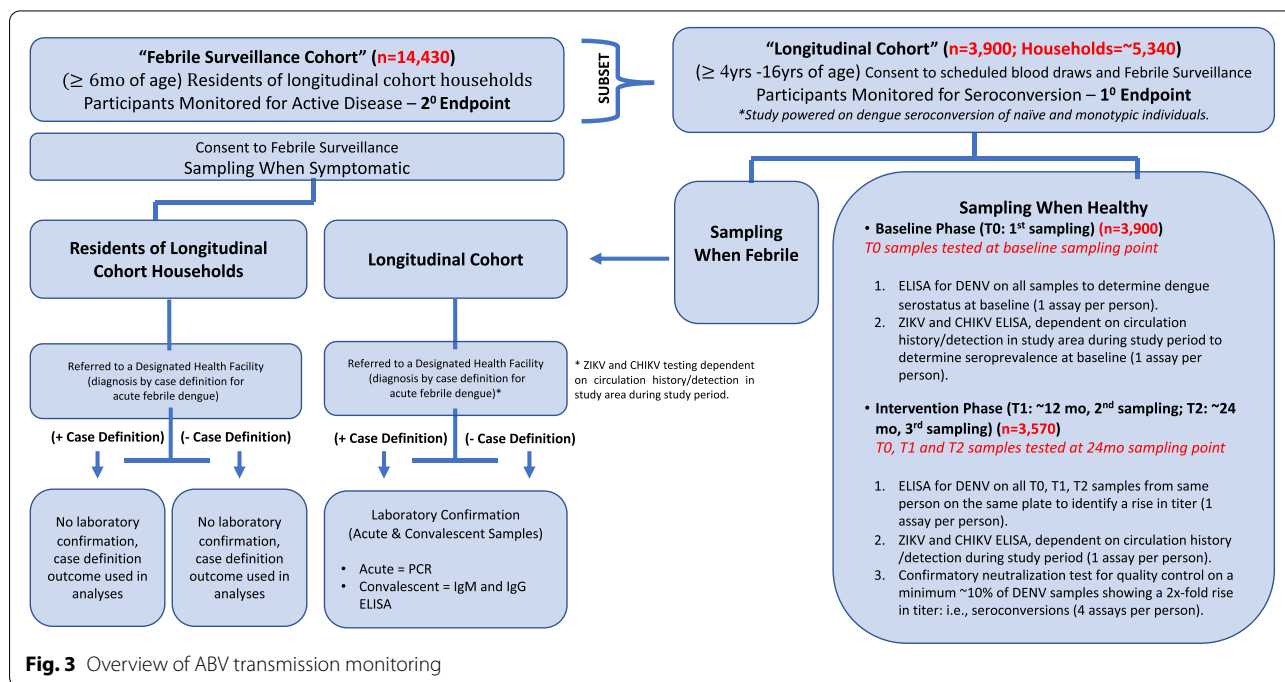 “Febrile Surveillance Cohort” (n=14,430)
(≥ 6mo of age) Residents of longitudinal cohort households
Participants Monitored for Active Disease – 2⁰ Endpoint
SUBSET
“Longitudinal Cohort” (n=3,900; Households=~5,340)
(≥ 4yrs -16yrs of age) Consent to scheduled blood draws and Febrile Surveillance
Participants Monitored for Seroconversion – 1⁰ Endpoint
*Study powered on dengue seroconversion of naïve and monotypic individuals.
Consent to Febrile Surveillance
Sampling When Symptomatic
Residents of Longitudinal
Cohort Households
Longitudinal Cohort
Sampling
When Febrile
Referred to a Designated Health Facility
(diagnosis by case definition for
acute febrile dengue)
Referred to a Designated Health Facility
(diagnosis by case definition for
acute febrile dengue)*
* ZIKV and CHIKV testing dependent
on circulation history/detection in
study area during study period.
(+ Case Definition)
(- Case Definition)
(+ Case Definition)
(- Case Definition)
No laboratory
confirmation,
case definition
outcome used in
analyses
No laboratory
confirmation,
case definition
outcome used in
analyses
Laboratory Confirmation
(Acute & Convalescent Samples)
• Acute = PCR
• Convalescent = IgM and IgG
ELISA
Sampling When Healthy
• Baseline Phase (T0: 1st sampling) (n=3,900)
T0 samples tested at baseline sampling point
1. ELISA for DENV on all samples to determine dengue
serostatus at baseline (1 assay per person).
2. ZIKV and CHIKV ELISA, dependent on circulation
history/detection in study area during study period to
determine seroprevalence at baseline (1 assay per
person).
• Intervention Phase (T1: ~12 mo, 2nd sampling; T2: ~24
mo, 3rd sampling) (n=3,570)
T0, T1 and T2 samples tested at 24mo sampling point
1. ELISA for DENV on all T0, T1, T2 samples from same
person on the same plate to identify a rise in titer (1
assay per person).
2. ZIKV and CHIKV ELISA, dependent on circulation history
/detection during study period (1 assay per person).
3. Confirmatory neutralization test for quality control on a
minimum ~10% of DENV samples showing a 2x-fold rise
in titer: i.e., seroconversions (4 assays per person).
Fig. 3 Overview of ABV transmission monitoring